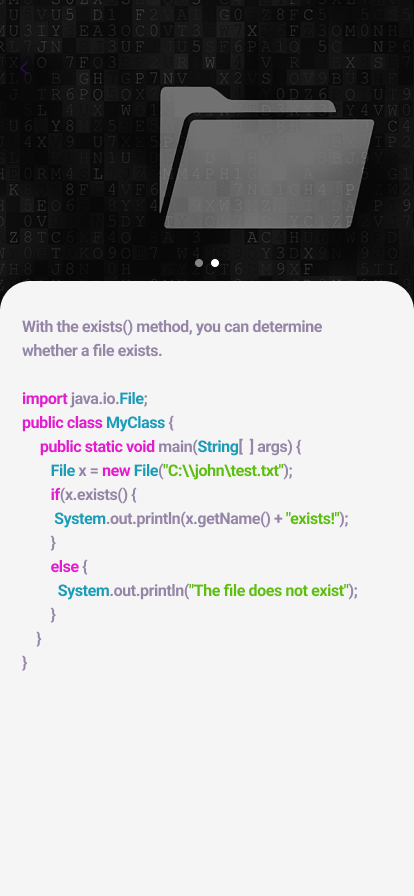 With the exists() method, you can determine
whether a file exists.
import java.io.File;
public class MyClass {
public static void main(String[  ] args) {
File x = new File("C:\\john\test.txt");
if(x.exists() {
System.out.println(x.getName() + "exists!");
}
else {
System.out.println("The file does not exist");
}
}
}